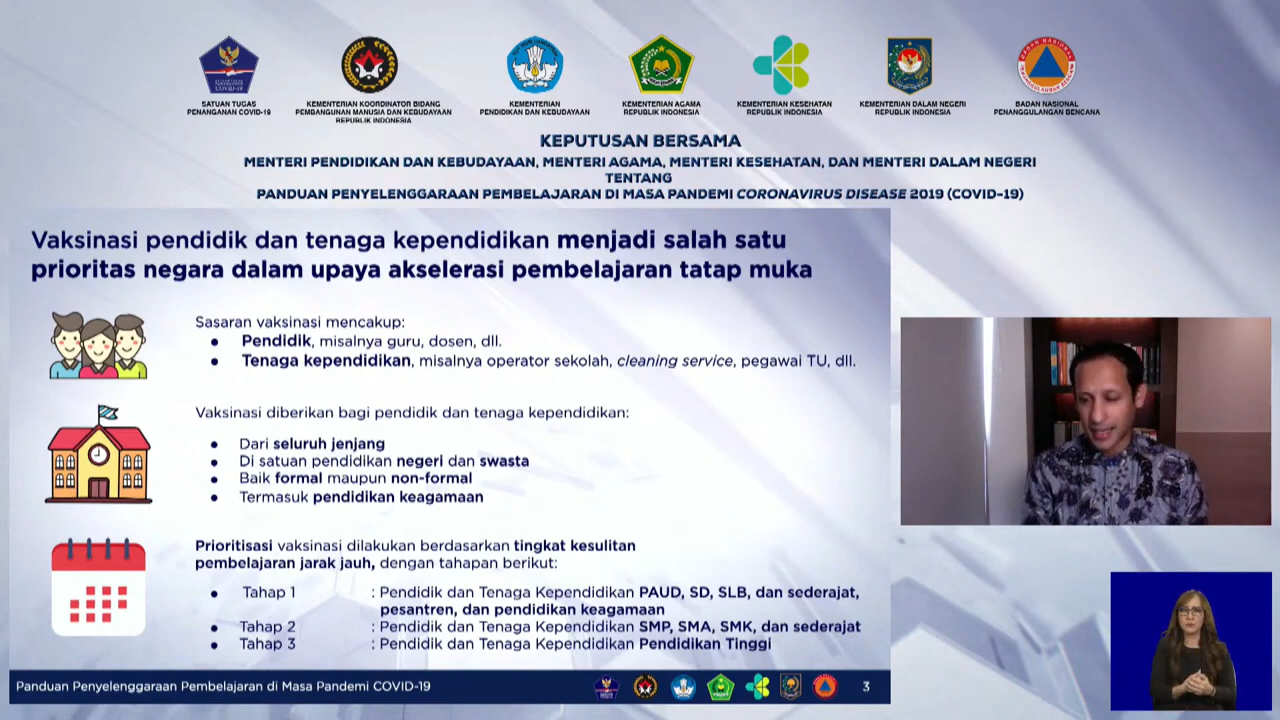 SATUAN TUGAS
PENANGANAN COVID-19
KEMENTERIAN KOORDINATOR BIDANG
PEMBANGUNAN MANUSIA DAN KEBUDAYAAN
REPUBLIK INDONESIA
KEMENTERIAN
PENDIDIKAN DAN KEBUDAYAAN
KEMENTERIAN AGAMA
REPUBLIK INDONESIA
KEMENTERIAN KESEHATAN
REPUBLIK INDONESIA
KEMENTERIAN DALAM NEGERI
REPUBLIK INDONESIA
BADAN NASIONAL
PENANGGULANGAN BENCANA
KEPUTUSAN BERSAMA
MENTERI PENDIDIKAN DAN KEBUDAYAAN, MENTERI AGAMA, MENTERI KESEHATAN, DAN MENTERI DALAM NEGERI
TENTANG
PANDUAN PENYELENGGARAAN PEMBELAJARAN DI MASA PANDEMI CORONAVIRUS DISEASE 2019 (COVID-19)
Vaksinasi pendidik dan tenaga kependidikan menjadi salah satu
prioritas negara dalam upaya akselerasi pembelajaran tatap muka
Sasaran vaksinasi mencakup:
● Pendidik, misalnya guru, dosen, dll.
● Tenaga kependidikan, misalnya operator sekolah, cleaning service, pegawai TU, dll.
Vaksinasi diberikan bagi pendidik dan tenaga kependidikan:
● Dari seluruh jenjang
● Di satuan pendidikan negeri dan swasta
● Baik formal maupun non-formal
● Termasuk pendidikan keagamaan
Prioritisasi vaksinasi dilakukan berdasarkan tingkat kesulitan
pembelajaran jarak jauh, dengan tahapan berikut:
● Tahap 1 : Pendidik dan Tenaga Kependidikan PAUD, SD, SLB, dan sederajat,
pesantren, dan pendidikan keagamaan
● Tahap 2 : Pendidik dan Tenaga Kependidikan SMP, SMA, SMK, dan sederajat
● Tahap 3 : Pendidik dan Tenaga Kependidikan Pendidikan Tinggi
Panduan Penyelenggaraan Pembelajaran di Masa Pandemi COVID-19
3